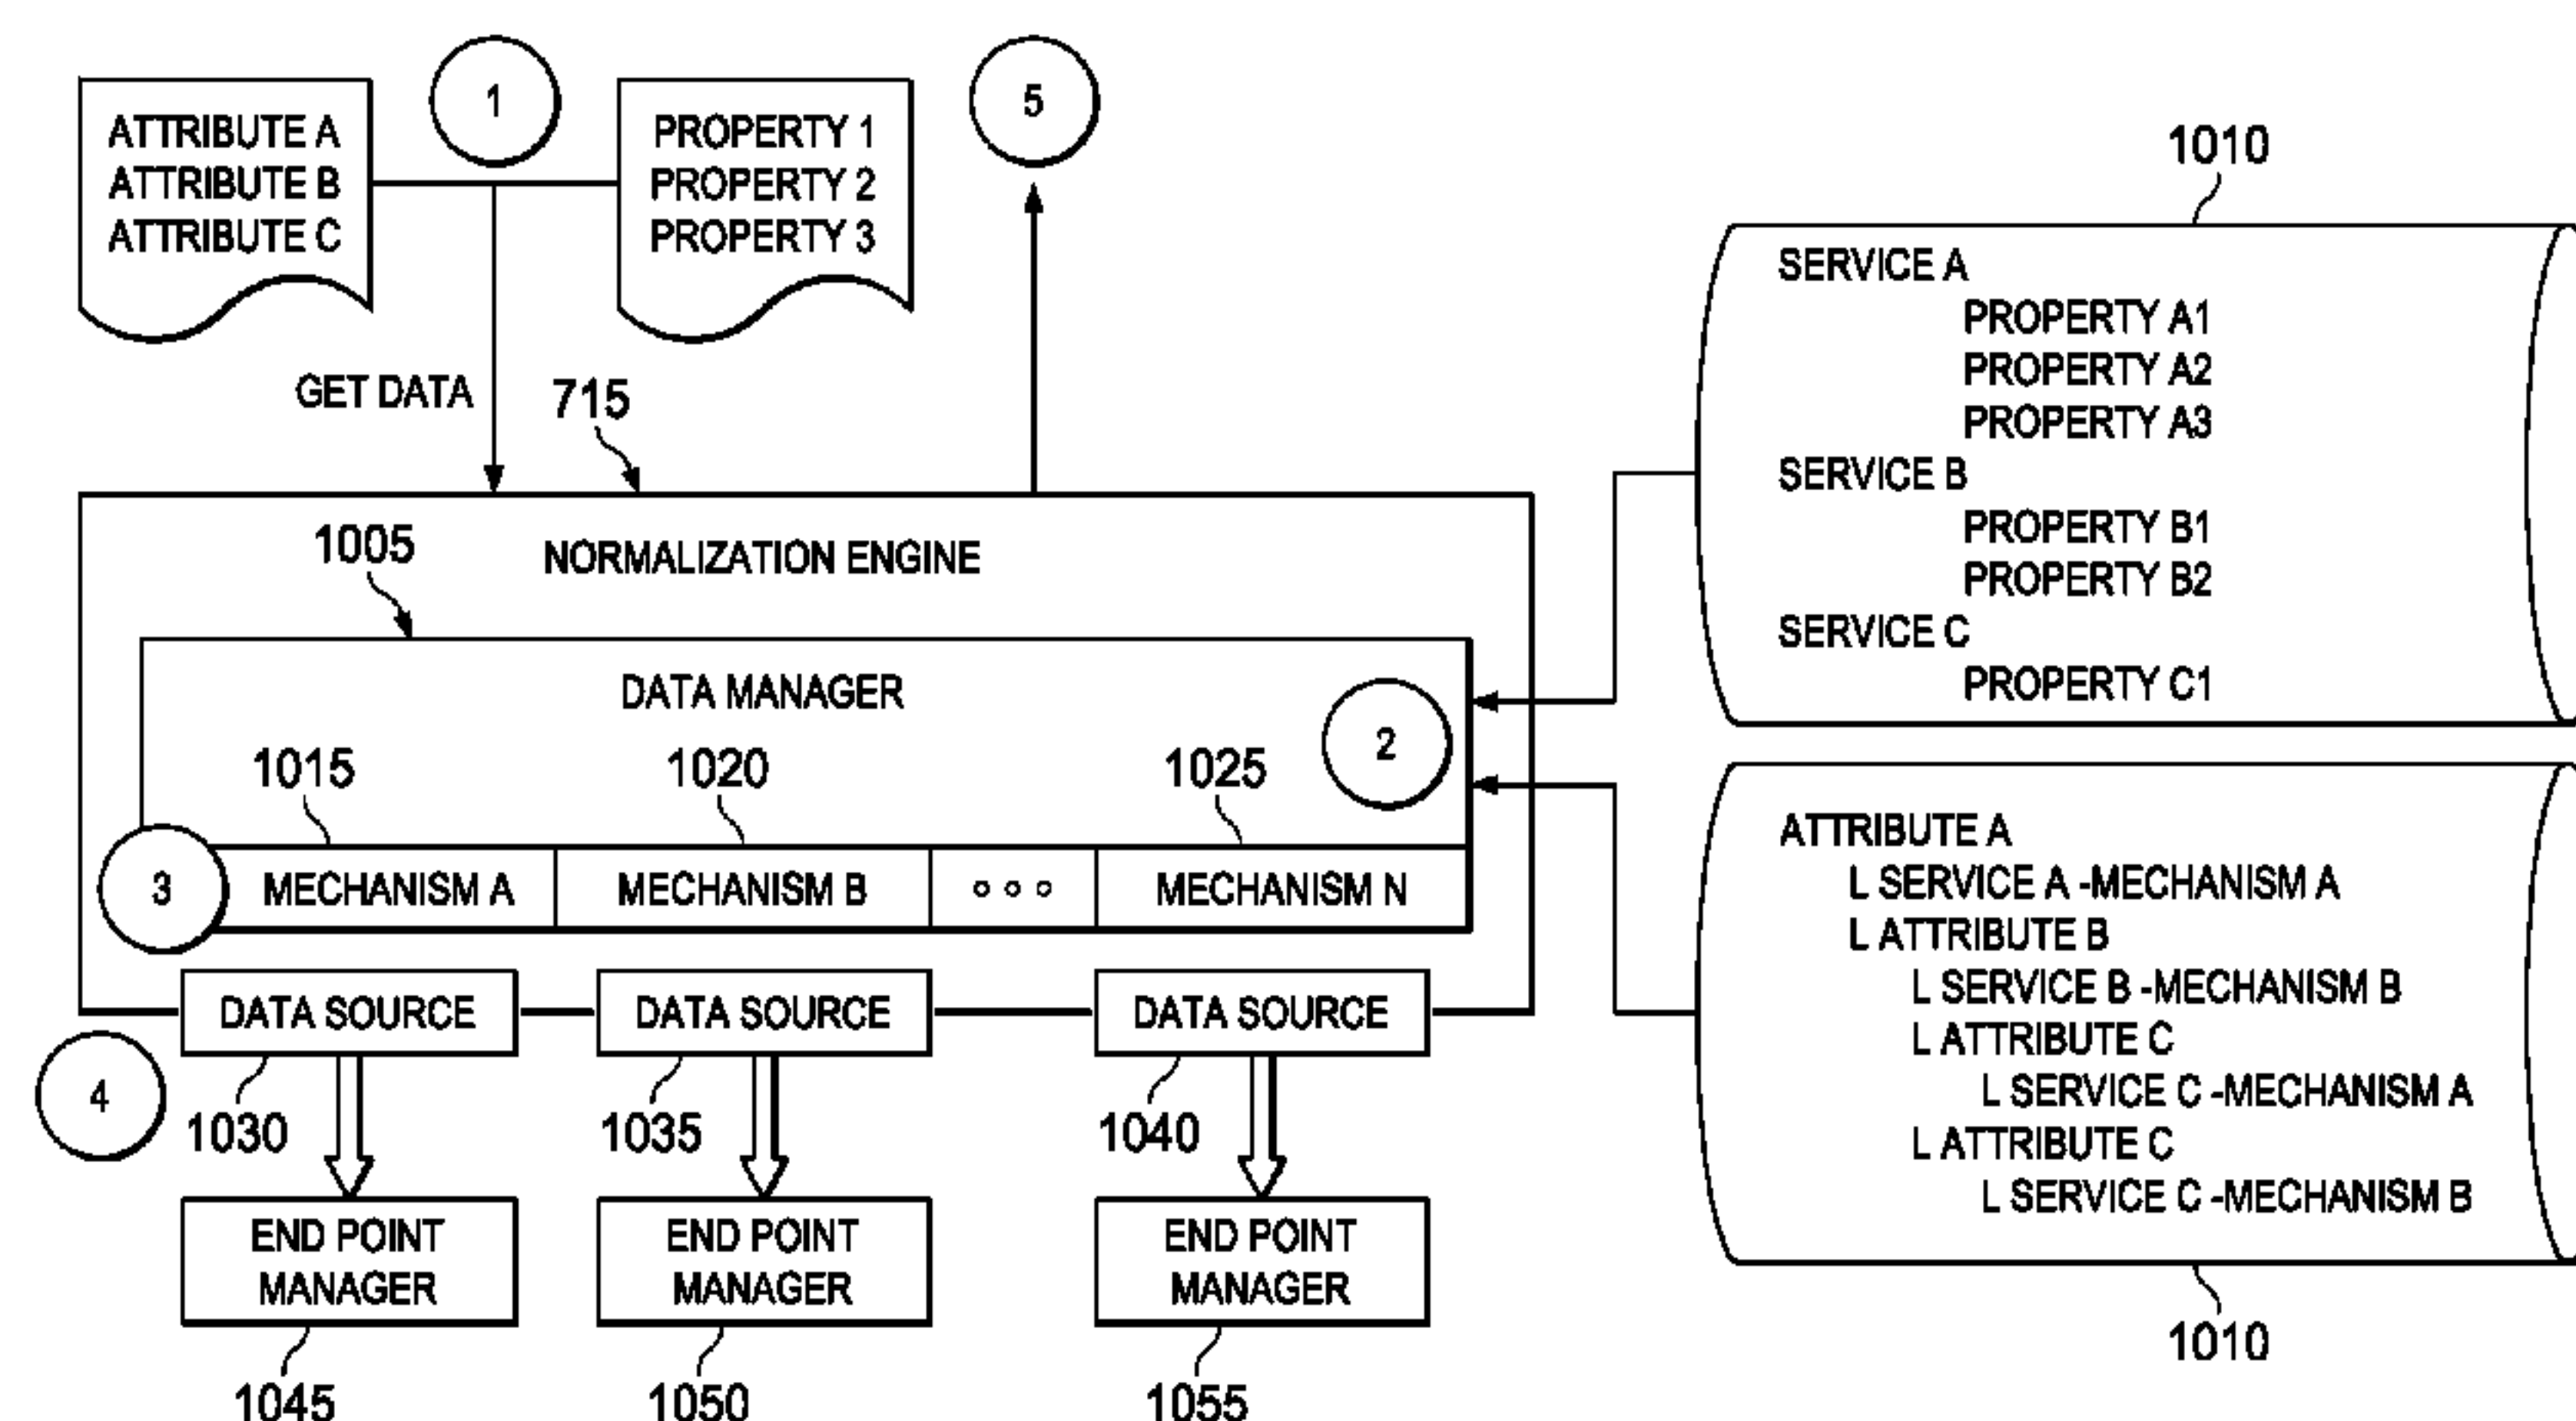 1
5
ATTRIBUTE A
ATTRIBUTE B
ATTRIBUTE C
PROPERTY 1
PROPERTY 2
PROPERTY 3
GET DATA
715
NORMALIZATION ENGINE
1005
DATA MANAGER
2
1015
1020
1025
3
MECHANISM A
MECHANISM B
o o o
MECHANISM N
DATA SOURCE
DATA SOURCE
DATA SOURCE
4
1030
1035
1040
END POINT
MANAGER
END POINT
MANAGER
END POINT
MANAGER
1045
1050
1055
1010
SERVICE A
PROPERTY A1
PROPERTY A2
PROPERTY A3
SERVICE B
PROPERTY B1
PROPERTY B2
SERVICE C
PROPERTY C1
ATTRIBUTE A
L SERVICE A -MECHANISM A
L ATTRIBUTE B
L SERVICE B -MECHANISM B
L ATTRIBUTE C
L SERVICE C -MECHANISM A
L ATTRIBUTE C
L SERVICE C -MECHANISM B
1010